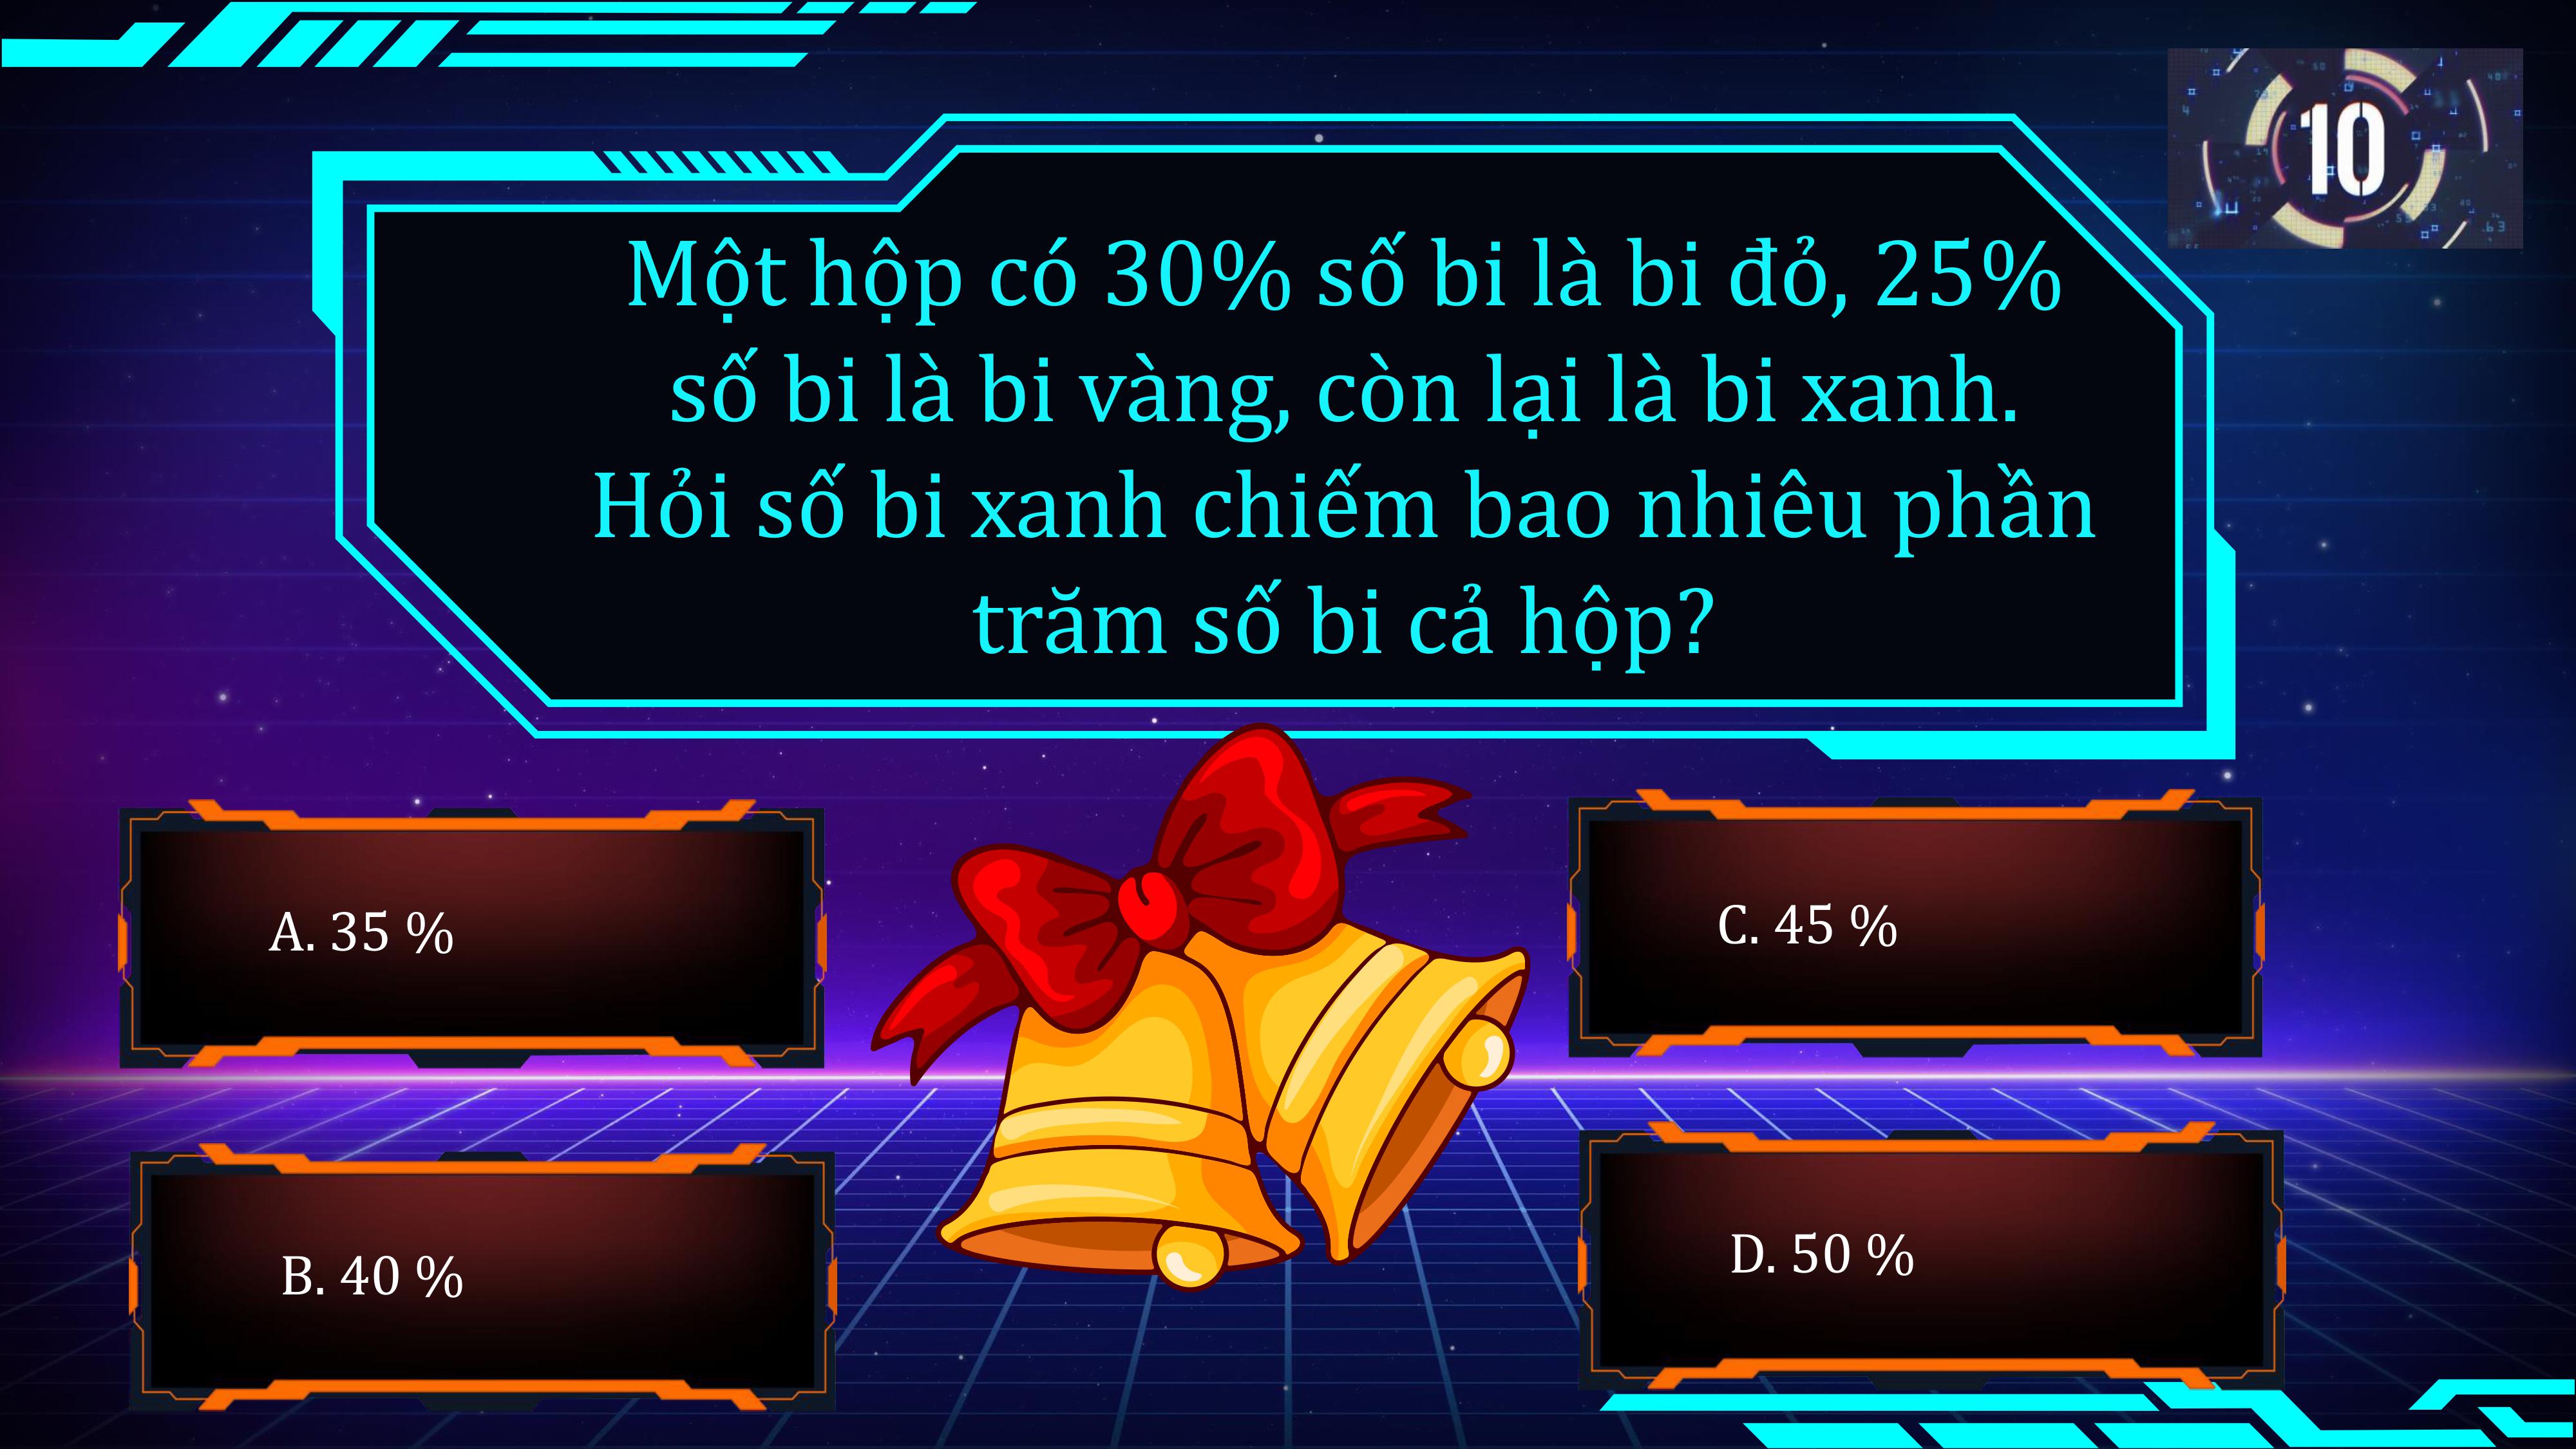 10
Một hộp có 30% số bi là bi đỏ, 25%
số bi là bi vàng, còn lại là bi xanh.
Hỏi số bi xanh chiếm bao nhiêu phần
trăm số bi cả hộp?
A. 35 %
C. 45 %
B. 40 %
D. 50 %